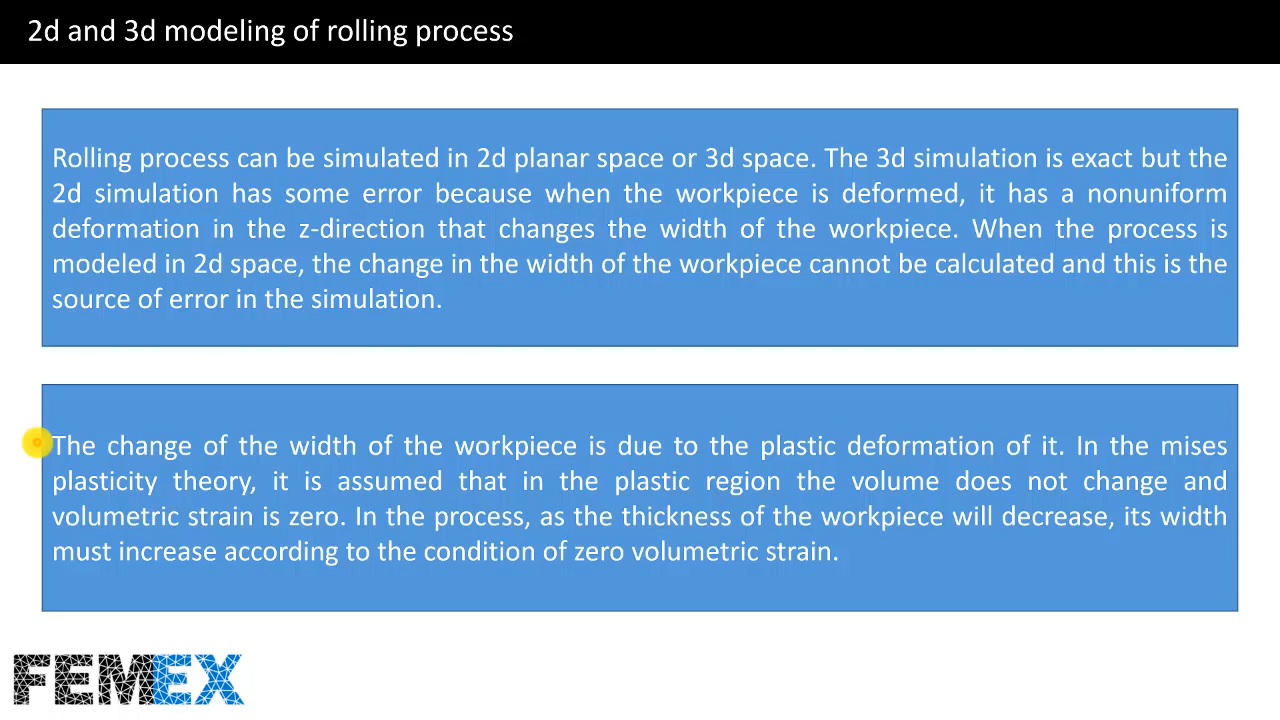 2d and 3d modeling of rolling process
Rolling process can be simulated in 2d planar space or 3d space. The 3d simulation is exact but the
2d simulation has some error because when the workpiece is deformed, it has a nonuniform
deformation in the z-direction that changes the width of the workpiece. When the process is
modeled in 2d space, the change in the width of the workpiece cannot be calculated and this is the
source of error in the simulation.
The change of the width of the workpiece is due to the plastic deformation of it. In the mises
plasticity theory, it is assumed that in the plastic region the volume does not change and
volumetric strain is zero. In the process, as the thickness of the workpiece will decrease, its width
must increase according to the condition of zero volumetric strain.
FEMEX